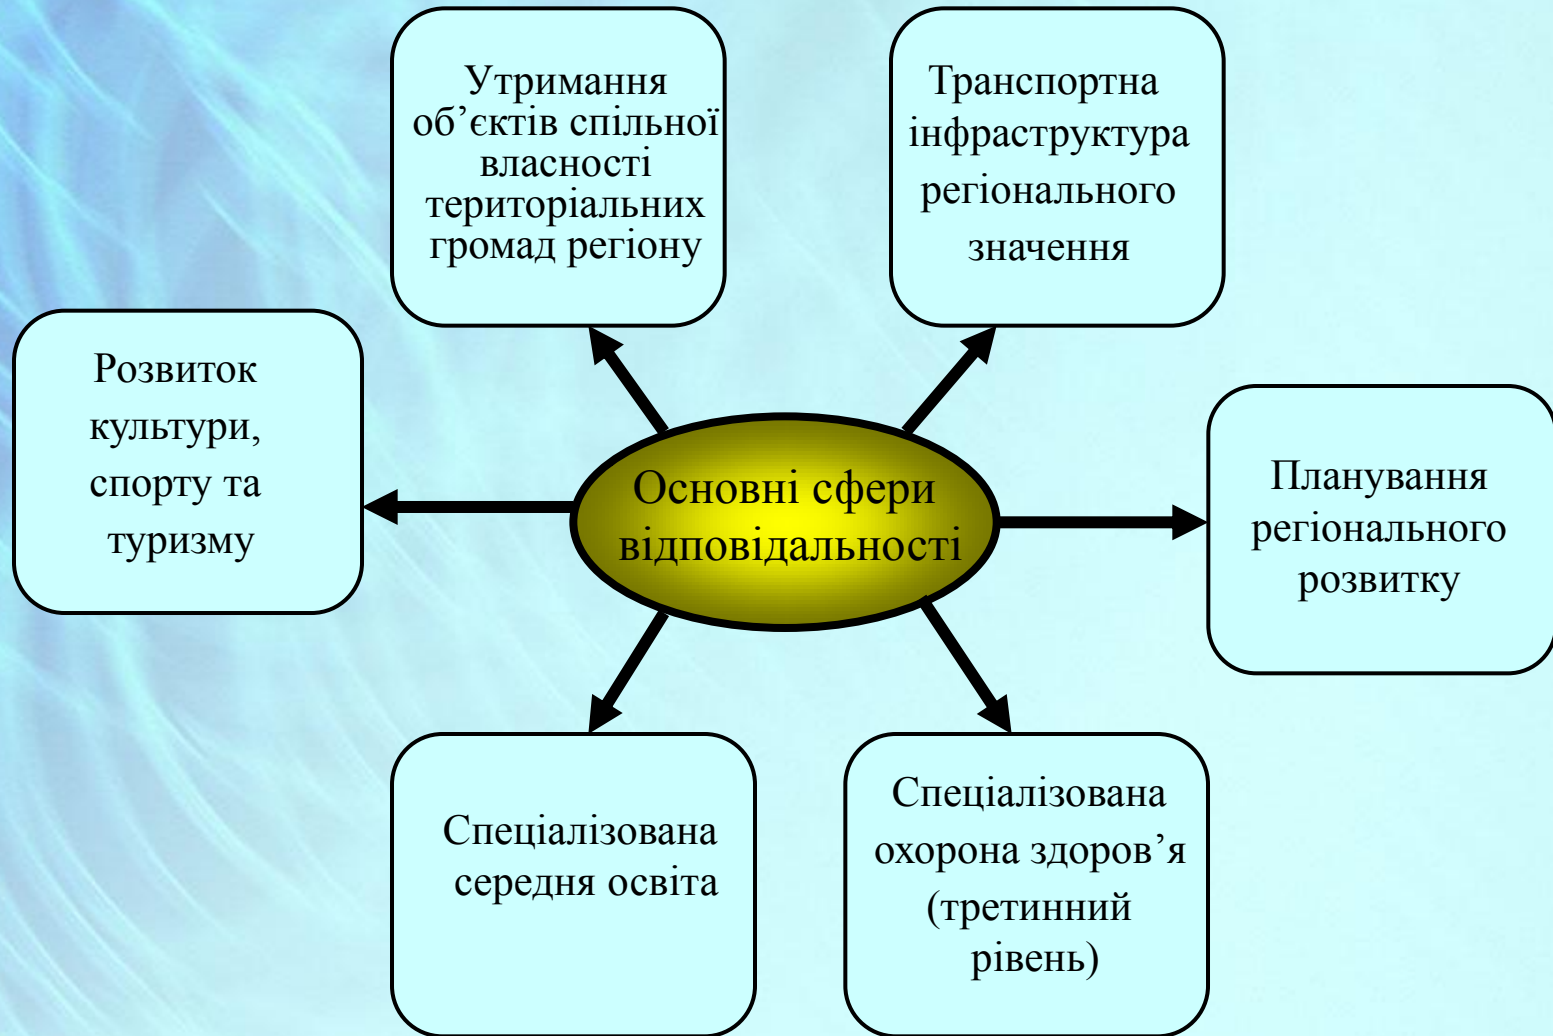 Утримання
об’єктів спільної
власності
територіальних
громад регіону
Транспортна
інфраструктура
регіонального
значення
Розвиток
культури,
спорту та
туризму
Основні сфери
відповідальності
Планування
регіонального
розвитку
Спеціалізована
середня освіта
Спеціалізована
охорона здоров’я
(третинний
рівень)